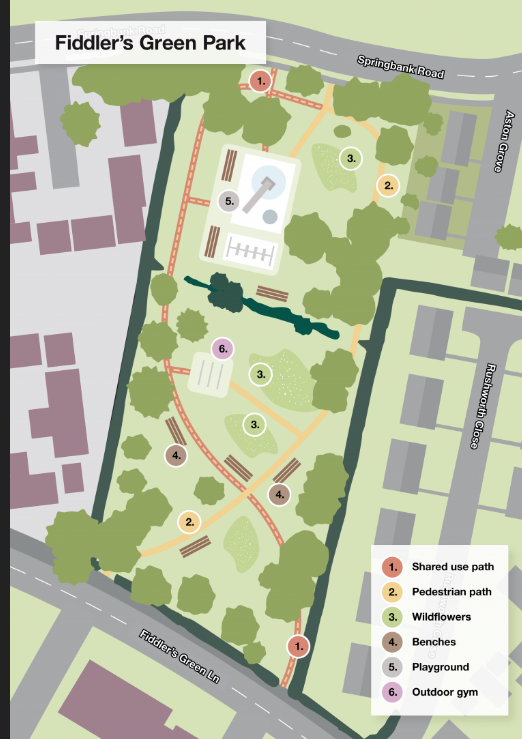 Fiddler's Green Park
Springbank Road
Aston Grove
1.
3.
2.
5.
6.
3.
3.
4.
4.
2.
Rushworth Close
1.
Fiddler's Green Ln
1. Shared use path
2. Pedestrian path
3. Wildflowers
4. Benches
5. Playground
6. Outdoor gym